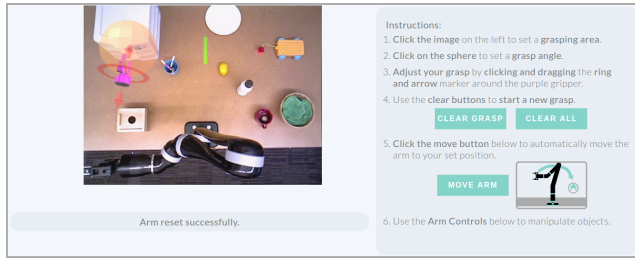 Instructions:
1. Click the image on the left to set a grasping area.
2. Click on the sphere to set a grasp angle.
3. Adjust your grasp by clicking and dragging the ring
and arrow marker around the purple gripper.
4. Use the clear buttons to start a new grasp.
CLEAR GRASP CLEAR ALL
5. Click the move button below to automatically move the
arm to your set position.
MOVE ARM
Arm reset successfully.
6. Use the Arm Controls below to manipulate objects.